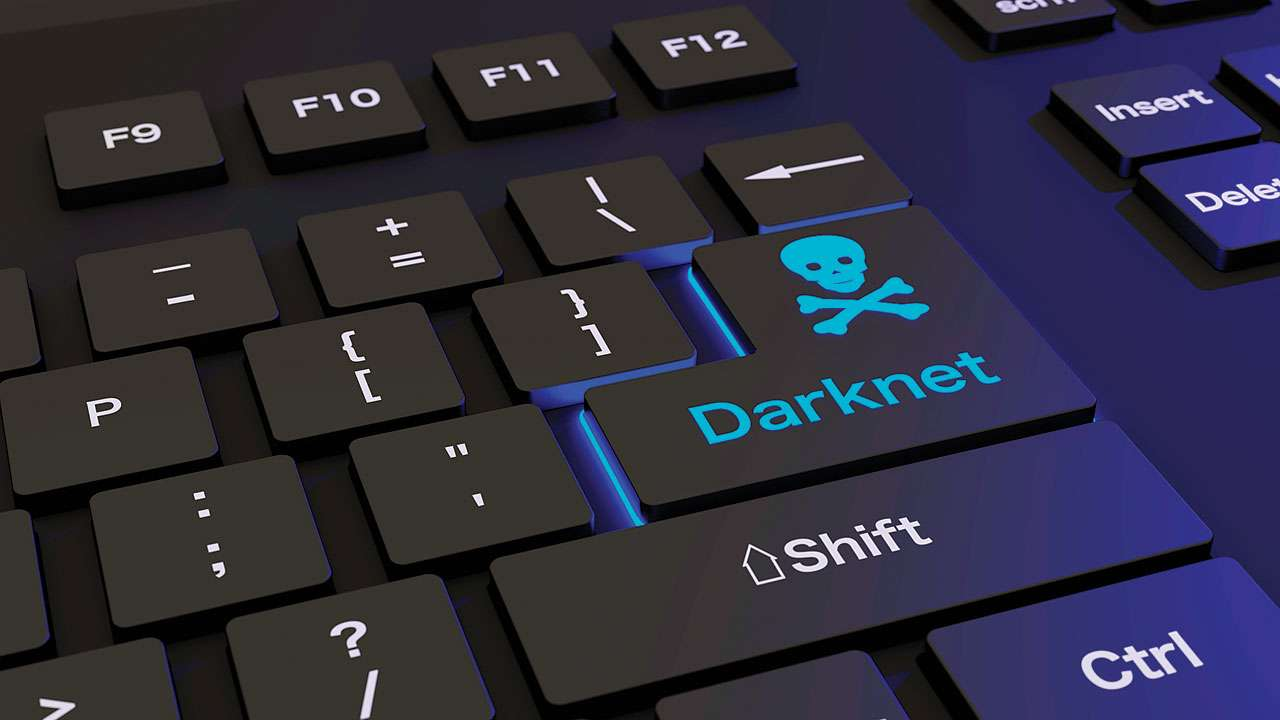 F9
F10
F11
F12
Insert
_
-
+
=
|
\
P
{
[
}
]
Darknet
:
;
"
'
⇧Shift
>
?
/
Ctrl